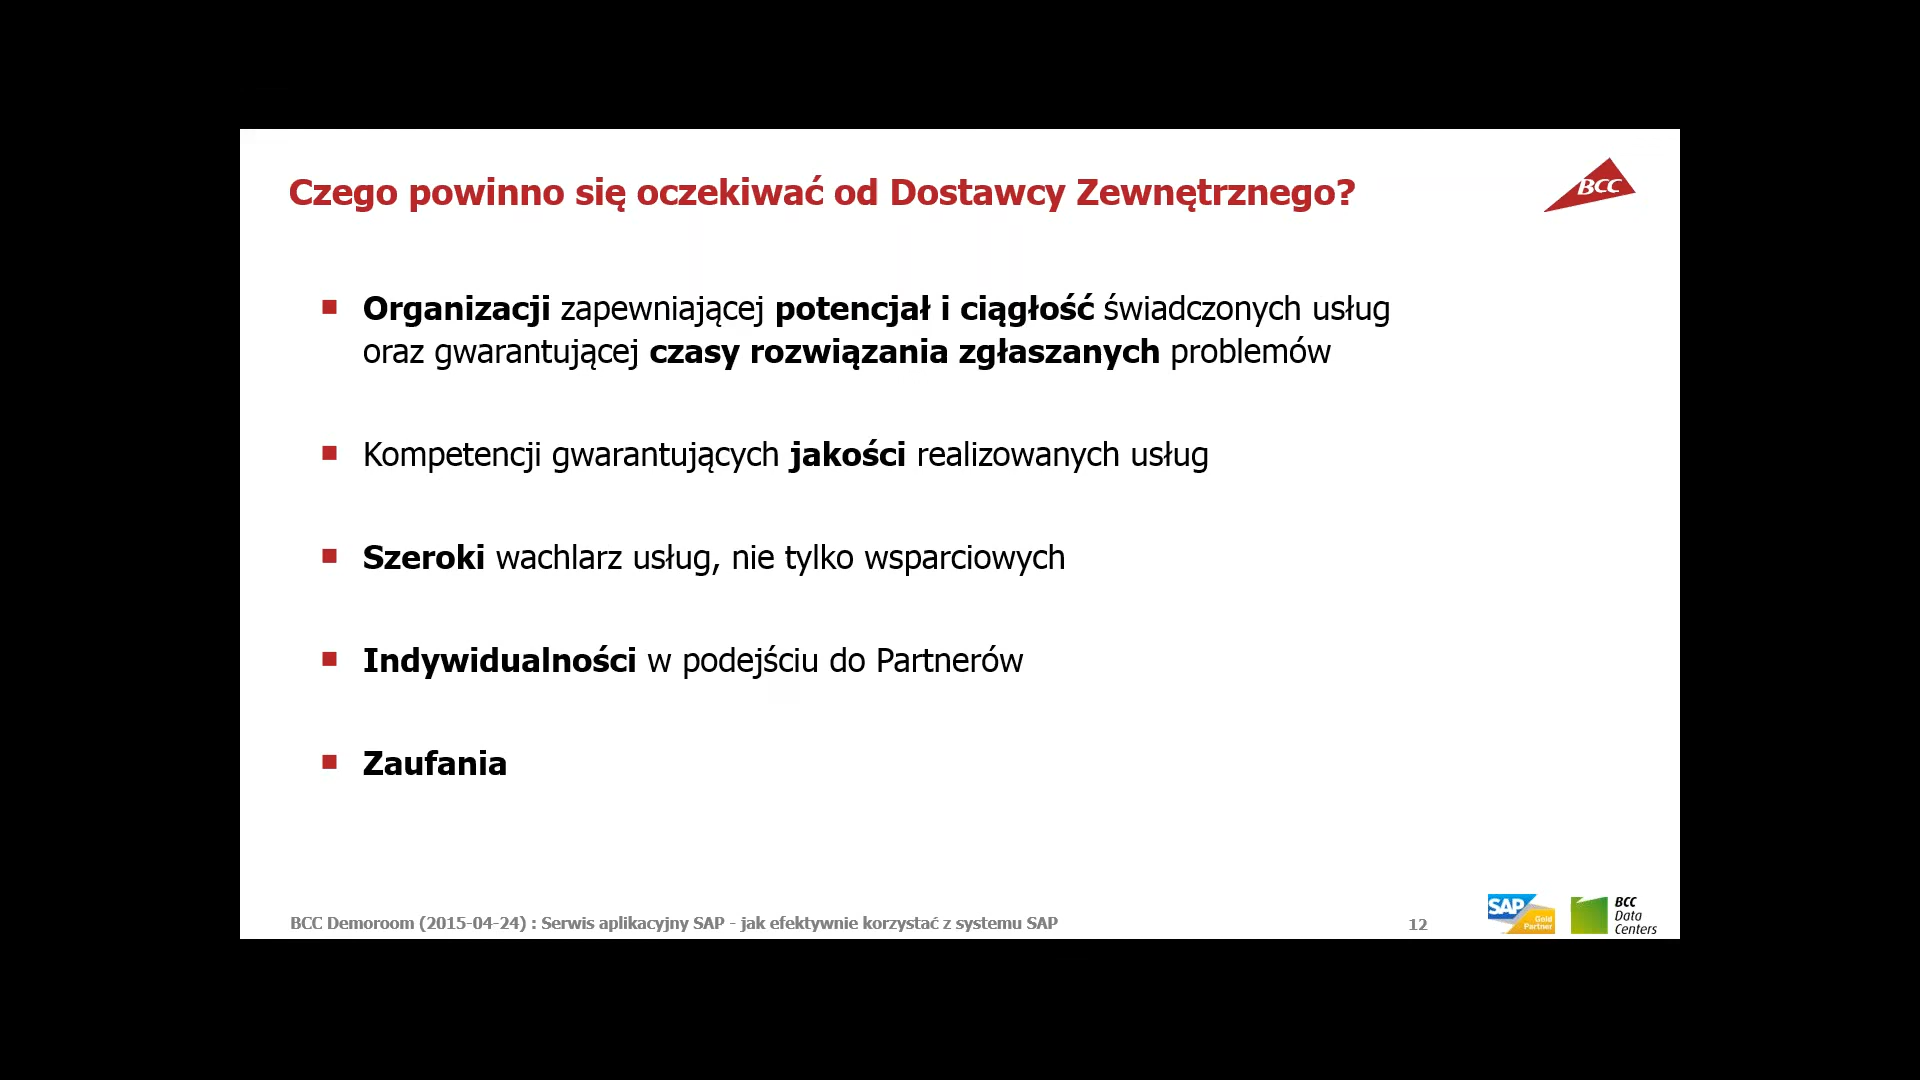 Czego powinno się oczekiwać od Dostawcy Zewnętrznego?
BCC
Organizacji zapewniającej potencjał i ciągłość świadczonych usług
oraz gwarantującej czasy rozwiązania zgłaszanych problemów
Kompetencji gwarantujących jakości realizowanych usług
Szeroki wachlarz usług, nie tylko wsparciowych
Indywidualności w podejściu do Partnerów
Zaufania
BCC Demoroom (2015-04-24) : Serwis aplikacyjny SAP - jak efektywnie korzystać z systemu SAP
12
SAP
Gold
Partner
BCC
Data
Centers